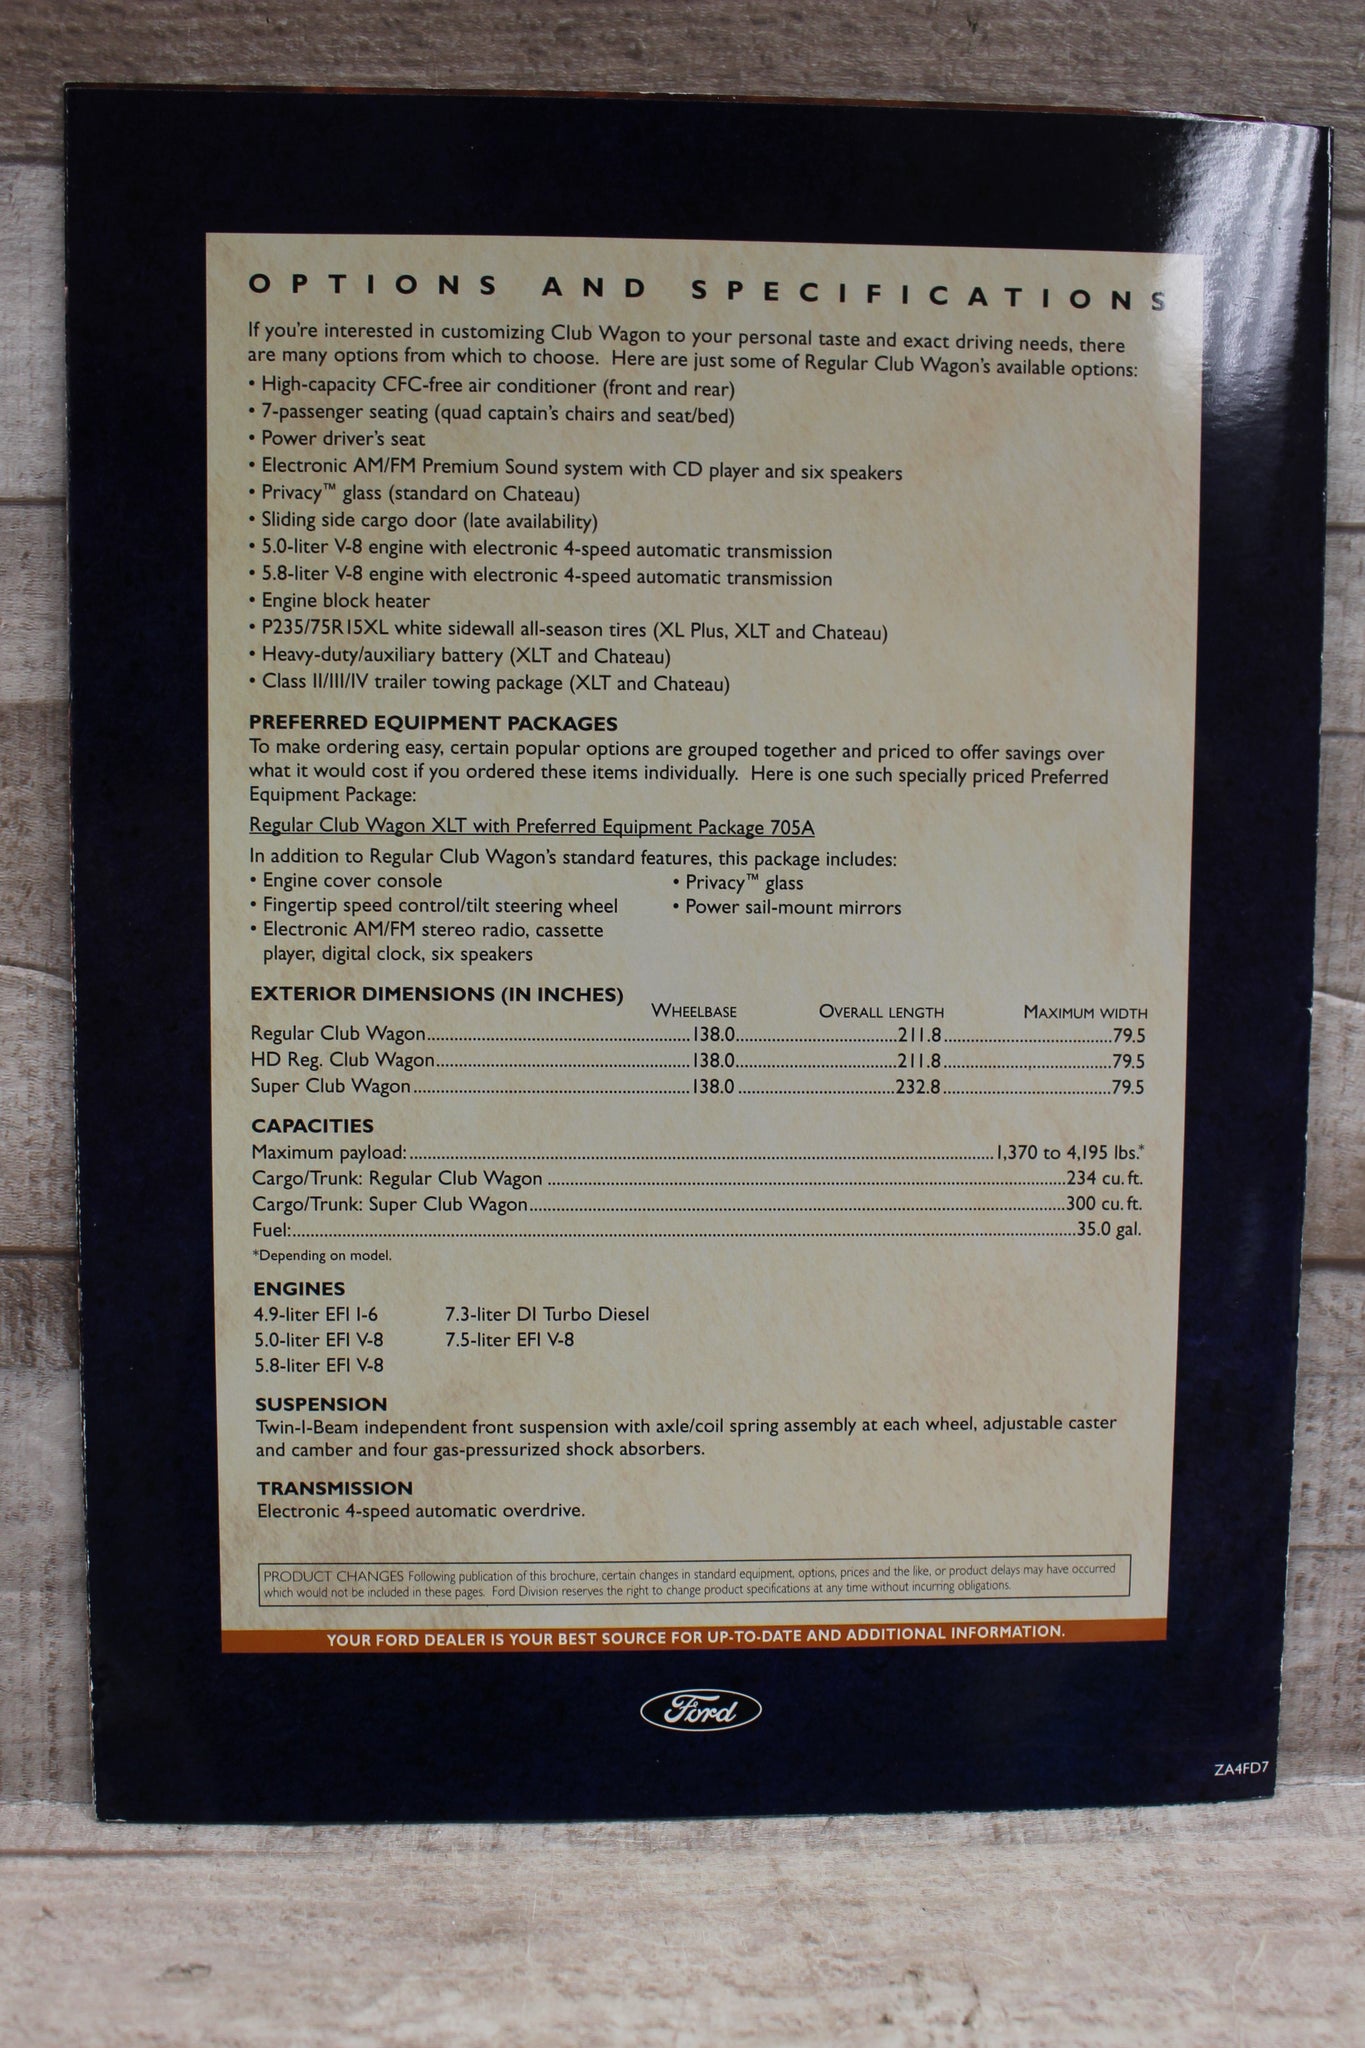 OPTIONS AND SPECIFICATIONS
If you're interested in customizing Club Wagon to your personal taste and exact driving needs, there
are many options from which to choose. Here are just some of Regular Club Wagon's available options:
• High-capacity CFC-free air conditioner (front and rear)
• 7-passenger seating (quad captain's chairs and seat/bed)
• Power driver's seat
• Electronic AM/FM Premium Sound system with CD player and six speakers
• Privacy™ glass (standard on Chateau)
• Sliding side cargo door (late availability)
• 5.0-liter V-8 engine with electronic 4-speed automatic transmission
• 5.8-liter V-8 engine with electronic 4-speed automatic transmission
• Engine block heater
• P235/75R15XL white sidewall all-season tires (XL Plus, XLT and Chateau)
• Heavy-duty/auxiliary battery (XLT and Chateau)
• Class II/III/IV trailer towing package (XLT and Chateau)
PREFERRED EQUIPMENT PACKAGES
To make ordering easy, certain popular options are grouped together and priced to offer savings over
what it would cost if you ordered these items individually. Here is one such specially priced Preferred
Equipment Package:
Regular Club Wagon XLT with Preferred Equipment Package 705A
In addition to Regular Club Wagon's standard features, this package includes:
• Engine cover console
• Fingertip speed control/tilt steering wheel
• Electronic AM/FM stereo radio, cassette
player, digital clock, six speakers
• Privacy™ glass
• Power sail-mount mirrors
EXTERIOR DIMENSIONS (IN INCHES)
WHEELBASE OVERALL LENGTH MAXIMUM WIDTH
Regular Club Wagon...138.0...211.8...79.5
HD Reg. Club Wagon...138.0...211.8...79.5
Super Club Wagon...138.0...232.8...79.5
CAPACITIES
Maximum payload:...1,370 to 4,195 lbs.*
Cargo/Trunk: Regular Club Wagon...234 cu. ft.
Cargo/Trunk: Super Club Wagon...300 cu. ft.
Fuel:...35.0 gal.
*Depending on model.
ENGINES
4.9-liter EFI I-6 7.3-liter DI Turbo Diesel
5.0-liter EFI V-8 7.5-liter EFI V-8
5.8-liter EFI V-8
SUSPENSION
Twin-I-Beam independent front suspension with axle/coil spring assembly at each wheel, adjustable caster
and camber and four gas-pressurized shock absorbers.
TRANSMISSION
Electronic 4-speed automatic overdrive.
PRODUCT CHANGES Following publication of this brochure, certain changes in standard equipment, options, prices and the like, or product delays may have occurred
which would not be included in these pages. Ford Division reserves the right to change product specifications at any time without incurring obligations.
YOUR FORD DEALER IS YOUR BEST SOURCE FOR UP-TO-DATE AND ADDITIONAL INFORMATION.
Ford
ZA4FD7